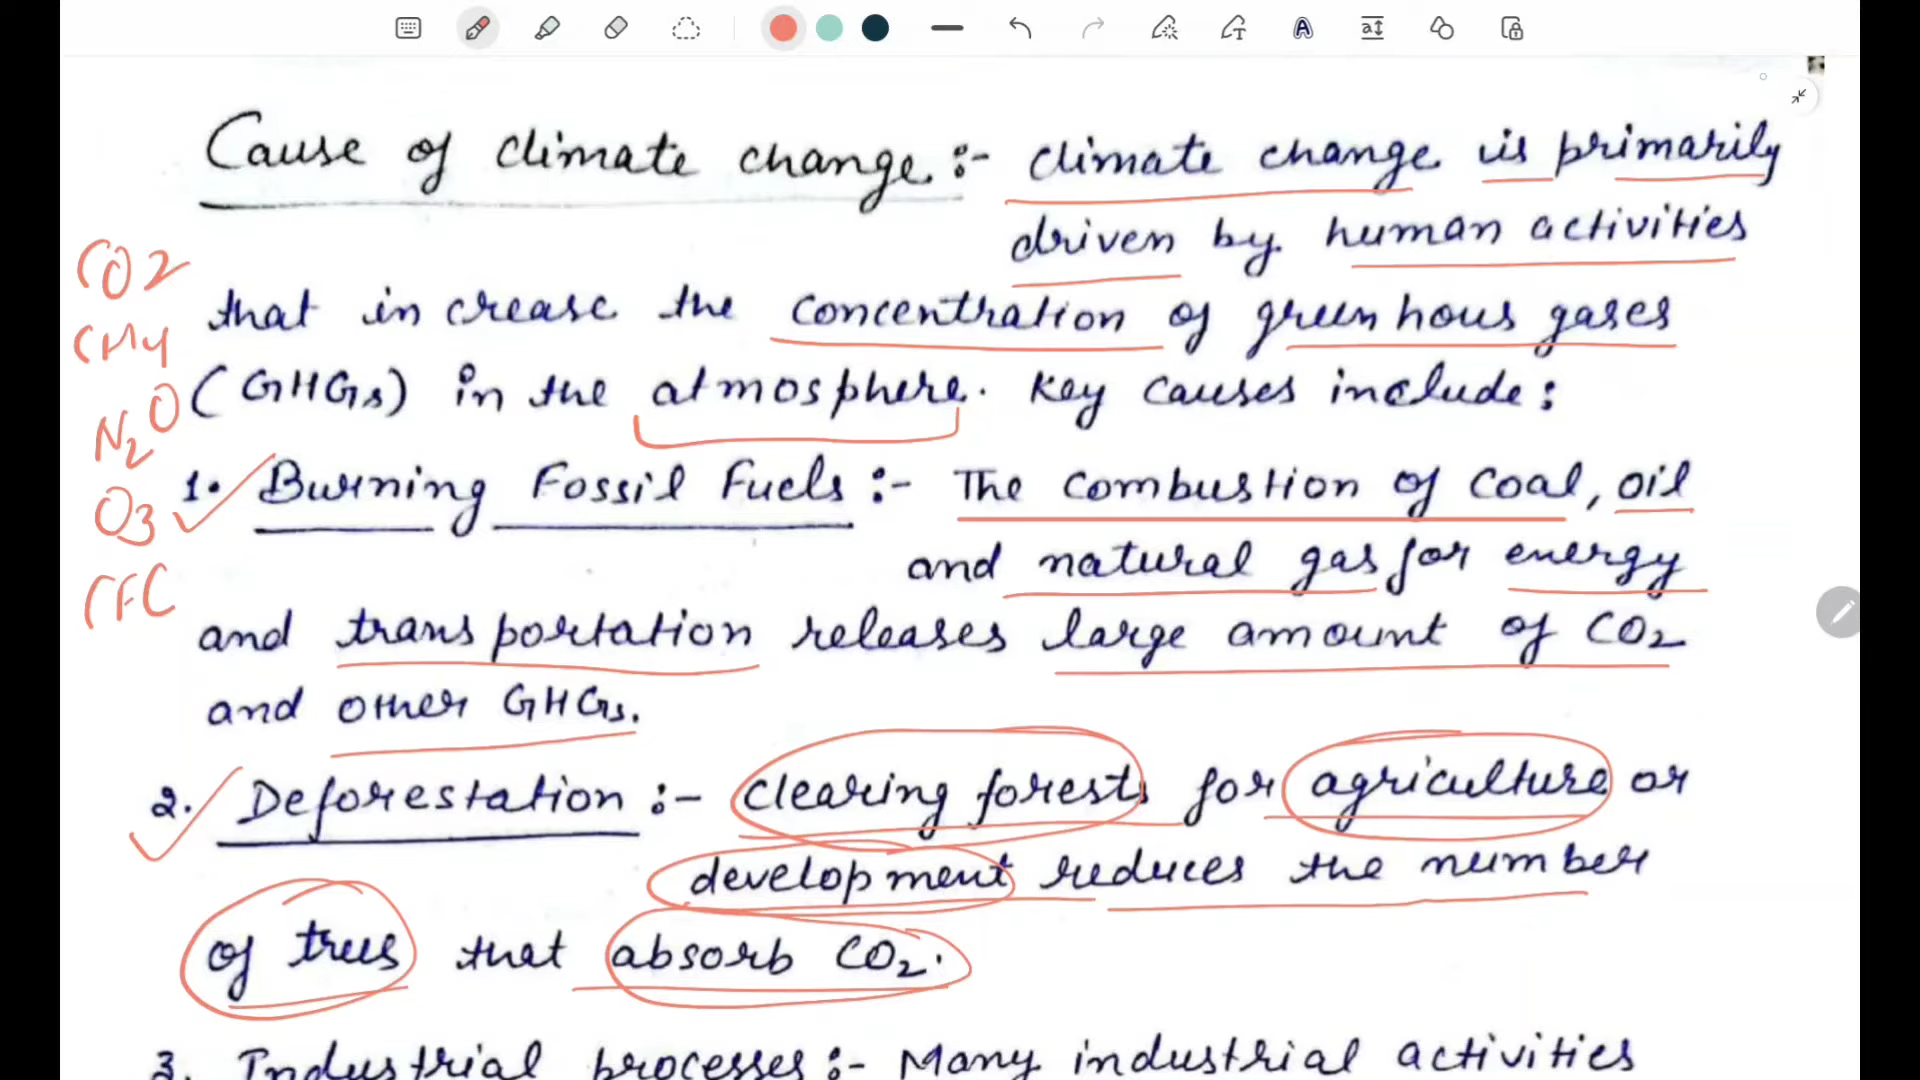 Cause of climate change :- climate change is primarily
driven by human activities
that increase the concentration of greenhous gases
(GHGs) in the atmosphere. Key causes include :
1. Burning Fossil Fuels :- The combustion of coal, oil
and natural gas for energy
and transportation releases large amount of CO2
and other GHGs.
2. Deforestation :- clearing forests for agriculture or
development reduces the number
of trees that absorb CO2.
3. Industrial processes :- Many industrial activities
CO2
CH4
N2O
O3
CFC